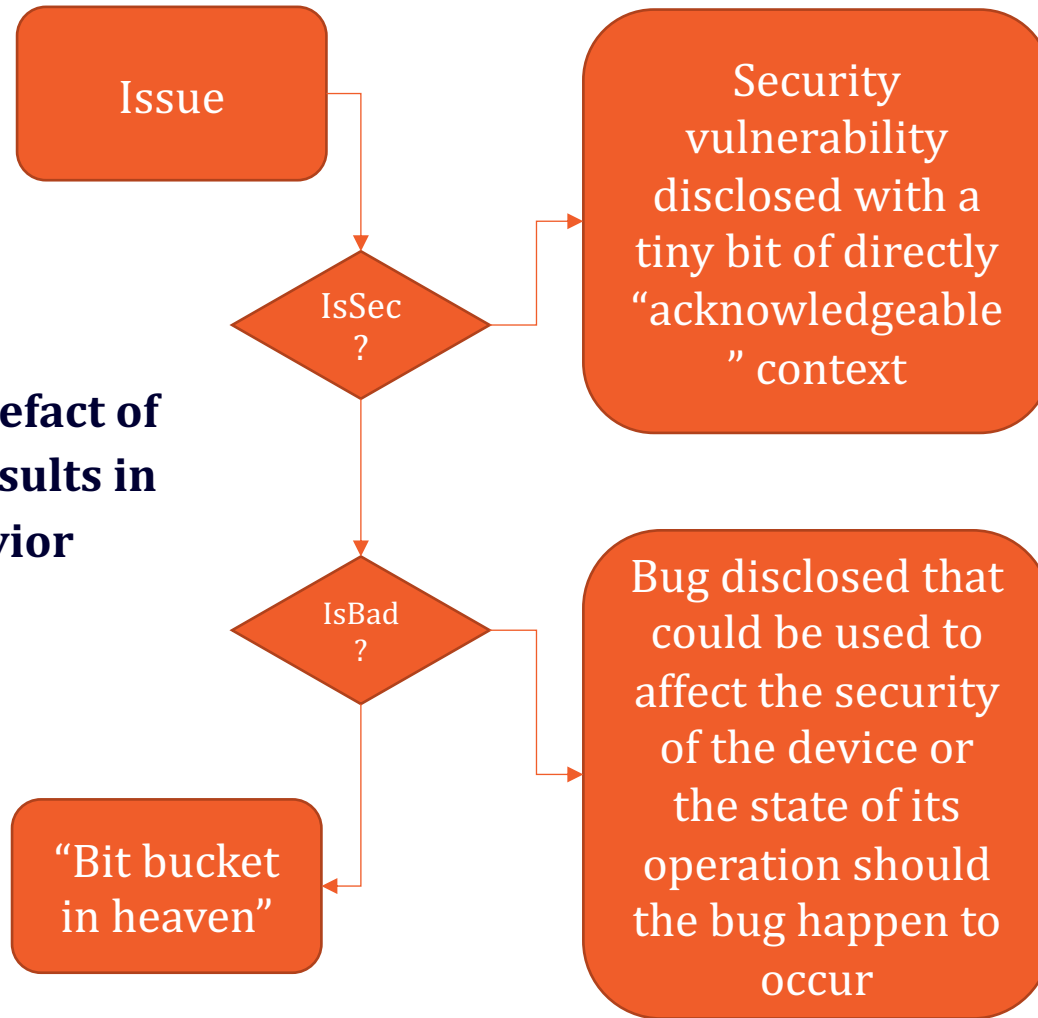 Issue
Security
vulnerability
disclosed with a
tiny bit of directly
“acknowledgeable
” context
IsSec
?
efact of
sults in
vior
IsBad
?
Bug disclosed that
could be used to
affect the security
of the device or
the state of its
operation should
the bug happen to
occur
“Bit bucket
in heaven”